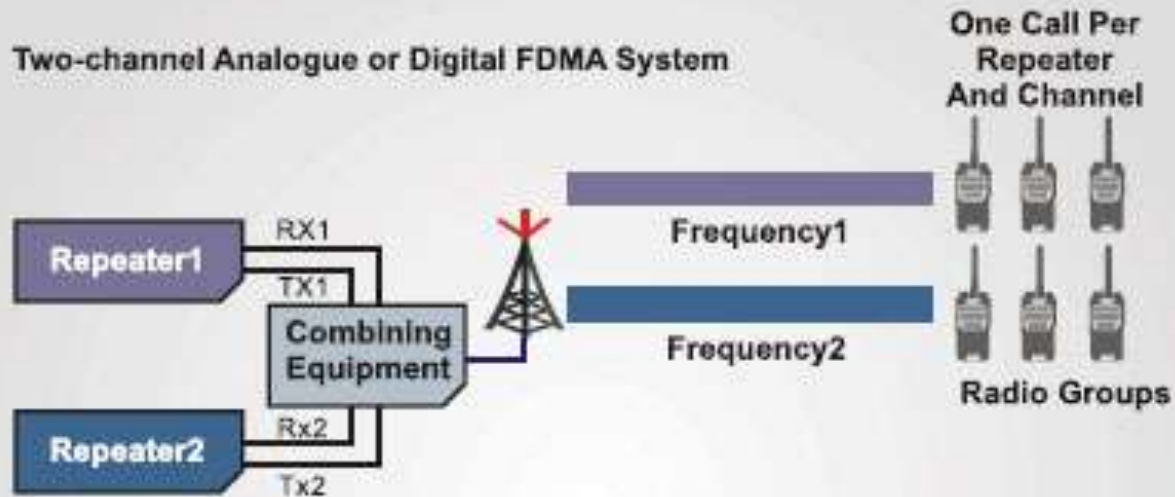 Two-channel Analogue or Digital FDMA System
One Call Per
Repeater
And Channel
Repeater1
RX1
TX1
Combining
Equipment
Repeater2
Rx2
Tx2
Frequency1
Frequency2
Radio Groups